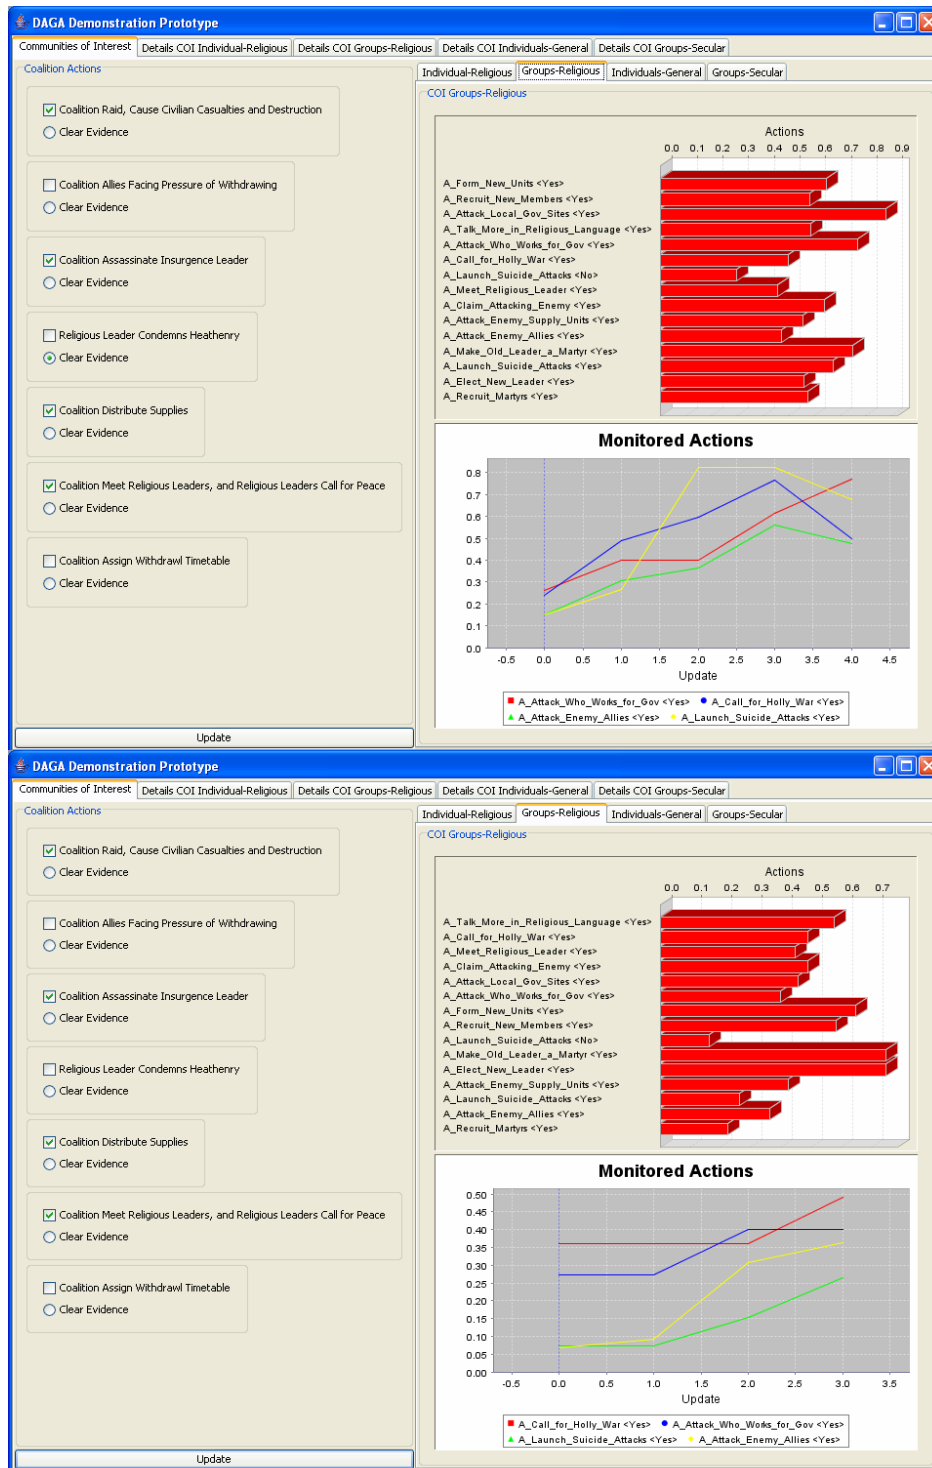 DAGA Demonstration Prototype
Communities of Interest Details COI Individual-Religious Details COI Groups-Religious Details COI Individuals-General Details COI Groups-Secular
Coalition Actions
Coalition Raid, Cause Civilian Casualties and Destruction
Clear Evidence
Coalition Allies Facing Pressure of Withdrawing
Clear Evidence
Coalition Assassinate Insurgence Leader
Clear Evidence
Religious Leader Condemns Heathenry
Clear Evidence
Coalition Distribute Supplies
Clear Evidence
Coalition Meet Religious Leaders, and Religious Leaders Call for Peace
Clear Evidence
Coalition Assign Withdrawl Timetable
Clear Evidence
Update
Individual-Religious Groups-Religious Individuals-General Groups-Secular
COI Groups-Religious
Actions
0.0 0.1 0.2 0.3 0.4 0.5 0.6 0.7 0.8 0.9
A_Form_New_Units <Yes>
A_Recruit_New_Members <Yes>
A_Attack_Local_Gov_Sites <Yes>
A_Talk_More_in_Religious_Language <Yes>
A_Attack_Who_Works_for_Gov <Yes>
A_Call_for_Holly_War <Yes>
A_Launch_Suicide_Attacks <No>
A_Meet_Religious_Leader <Yes>
A_Claim_Attacking_Enemy <Yes>
A_Attack_Enemy_Supply_Units <Yes>
A_Attack_Enemy_Allies <Yes>
A_Make_Old_Leader_a_Martyr <Yes>
A_Launch_Suicide_Attacks <Yes>
A_Elect_New_Leader <Yes>
A_Recruit_Martyrs <Yes>
Monitored Actions
0.8
0.7
0.6
0.5
0.4
0.3
0.2
0.1
0.0
-0.5 0.0 0.5 1.0 1.5 2.0 2.5 3.0 3.5 4.0 4.5
Update
A_Attack_Who_Works_for_Gov <Yes> A_Call_for_Holly_War <Yes>
A_Attack_Enemy_Allies <Yes> A_Launch_Suicide_Attacks <Yes>
DAGA Demonstration Prototype
Communities of Interest Details COI Individual-Religious Details COI Groups-Religious Details COI Individuals-General Details COI Groups-Secular
Coalition Actions
Coalition Raid, Cause Civilian Casualties and Destruction
Clear Evidence
Coalition Allies Facing Pressure of Withdrawing
Clear Evidence
Coalition Assassinate Insurgence Leader
Clear Evidence
Religious Leader Condemns Heathenry
Clear Evidence
Coalition Distribute Supplies
Clear Evidence
Coalition Meet Religious Leaders, and Religious Leaders Call for Peace
Clear Evidence
Coalition Assign Withdrawl Timetable
Clear Evidence
Update
Individual-Religious Groups-Religious Individuals-General Groups-Secular
COI Groups-Religious
Actions
0.0 0.1 0.2 0.3 0.4 0.5 0.6 0.7
A_Talk_More_in_Religious_Language <Yes>
A_Call_for_Holly_War <Yes>
A_Meet_Religious_Leader <Yes>
A_Claim_Attacking_Enemy <Yes>
A_Attack_Local_Gov_Sites <Yes>
A_Attack_Who_Works_for_Gov <Yes>
A_Form_New_Units <Yes>
A_Recruit_New_Members <Yes>
A_Launch_Suicide_Attacks <No>
A_Make_Old_Leader_a_Martyr <Yes>
A_Elect_New_Leader <Yes>
A_Attack_Enemy_Supply_Units <Yes>
A_Launch_Suicide_Attacks <Yes>
A_Attack_Enemy_Allies <Yes>
A_Recruit_Martyrs <Yes>
Monitored Actions
0.50
0.45
0.40
0.35
0.30
0.25
0.20
0.15
0.10
0.05
0.00
-0.5 0.0 0.5 1.0 1.5 2.0 2.5 3.0 3.5
Update
A_Call_for_Holly_War <Yes> A_Attack_Who_Works_for_Gov <Yes>
A_Launch_Suicide_Attacks <Yes> A_Attack_Enemy_Allies <Yes>